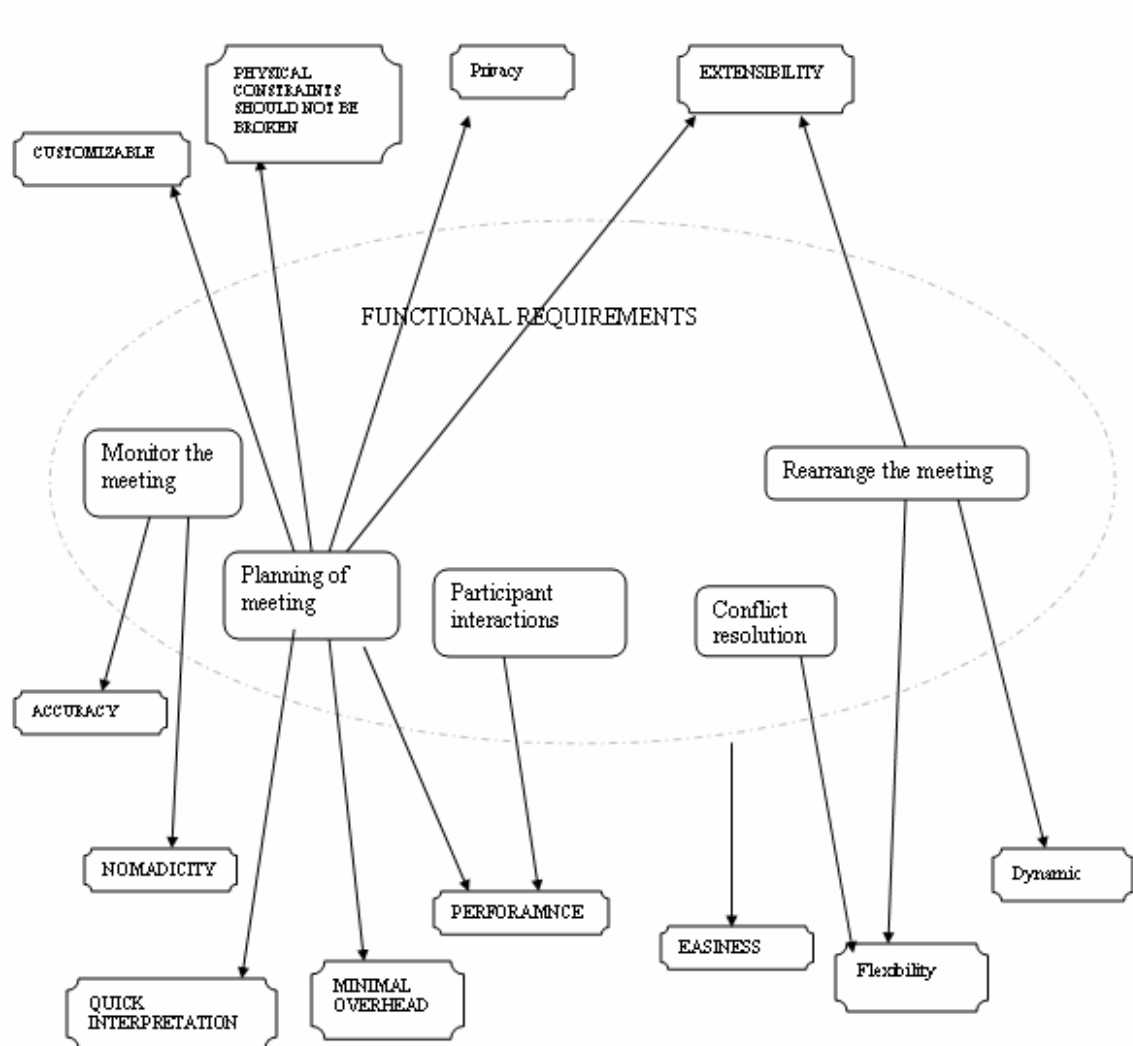 PHYSICAL
CONSTRAINTS
SHOULD NOT BE
BROKEN
Privacy
EXTENSIBILITY
CUSTOMIZABLE
FUNCTIONAL REQUIREMENTS
Monitor the
meeting
Rearrange the meeting
Planning of
meeting
Participant
interactions
Conflict
resolution
ACCURACY
NOMADICITY
PERFORAMNCE
Dynamic
EASINESS
Flexibility
MINIMAL
OVERHEAD
QUICK
INTERPRETATION